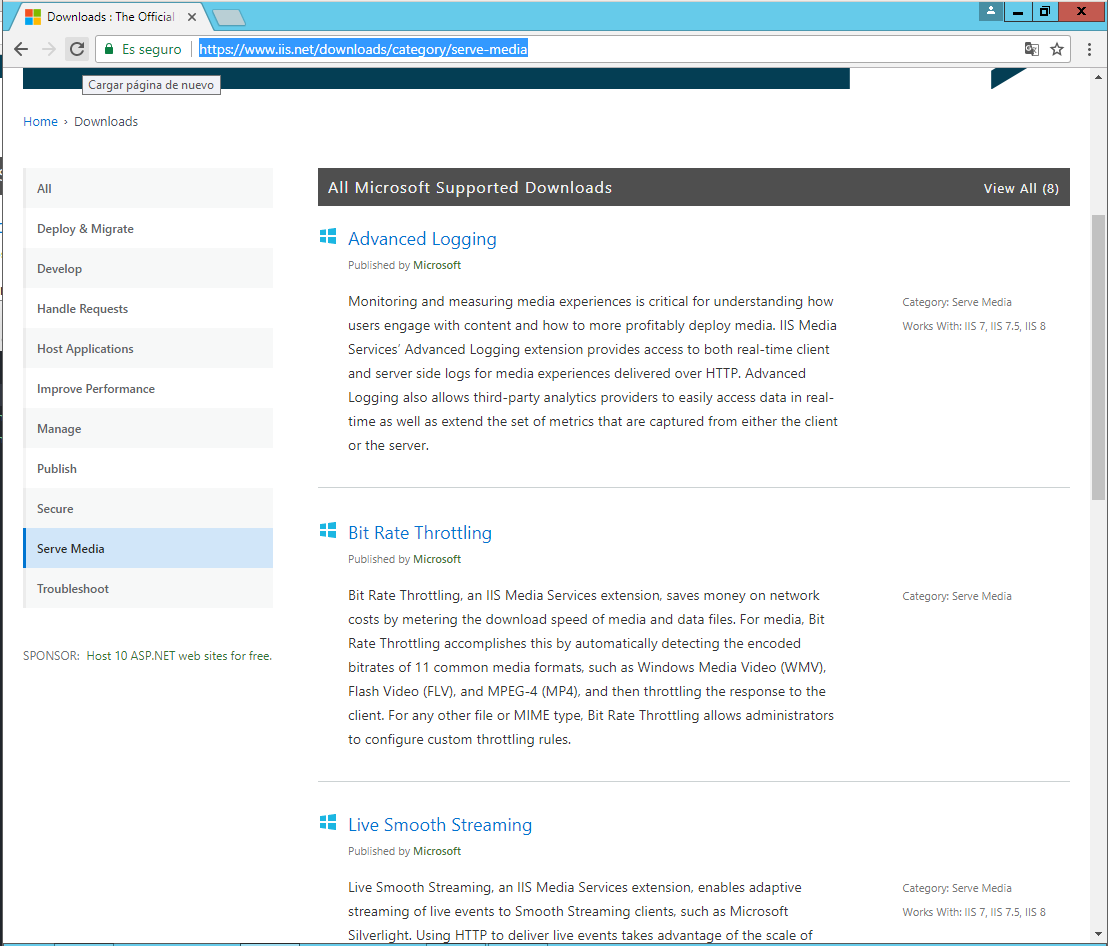 Downloads : The Official
Es seguro
https://www.iis.net/downloads/category/serve-media
Cargar página de nuevo
Home › Downloads
All
Deploy & Migrate
Develop
Handle Requests
Host Applications
Improve Performance
Manage
Publish
Secure
Serve Media
Troubleshoot
SPONSOR: Host 10 ASP.NET web sites for free.
All Microsoft Supported Downloads
View All (8)
Advanced Logging
Published by Microsoft
Monitoring and measuring media experiences is critical for understanding how
users engage with content and how to more profitably deploy media. IIS Media
Services’ Advanced Logging extension provides access to both real-time client
and server side logs for media experiences delivered over HTTP. Advanced
Logging also allows third-party analytics providers to easily access data in real-
time as well as extend the set of metrics that are captured from either the client
or the server.
Category: Serve Media
Works With: IIS 7, IIS 7.5, IIS 8
Bit Rate Throttling
Published by Microsoft
Bit Rate Throttling, an IIS Media Services extension, saves money on network
costs by metering the download speed of media and data files. For media, Bit
Rate Throttling accomplishes this by automatically detecting the encoded
bitrates of 11 common media formats, such as Windows Media Video (WMV),
Flash Video (FLV), and MPEG-4 (MP4), and then throttling the response to the
client. For any other file or MIME type, Bit Rate Throttling allows administrators
to configure custom throttling rules.
Category: Serve Media
Live Smooth Streaming
Published by Microsoft
Live Smooth Streaming, an IIS Media Services extension, enables adaptive
streaming of live events to Smooth Streaming clients, such as Microsoft
Silverlight. Using HTTP to deliver live events takes advantage of the scale of
Category: Serve Media
Works With: IIS 7, IIS 7.5, IIS 8